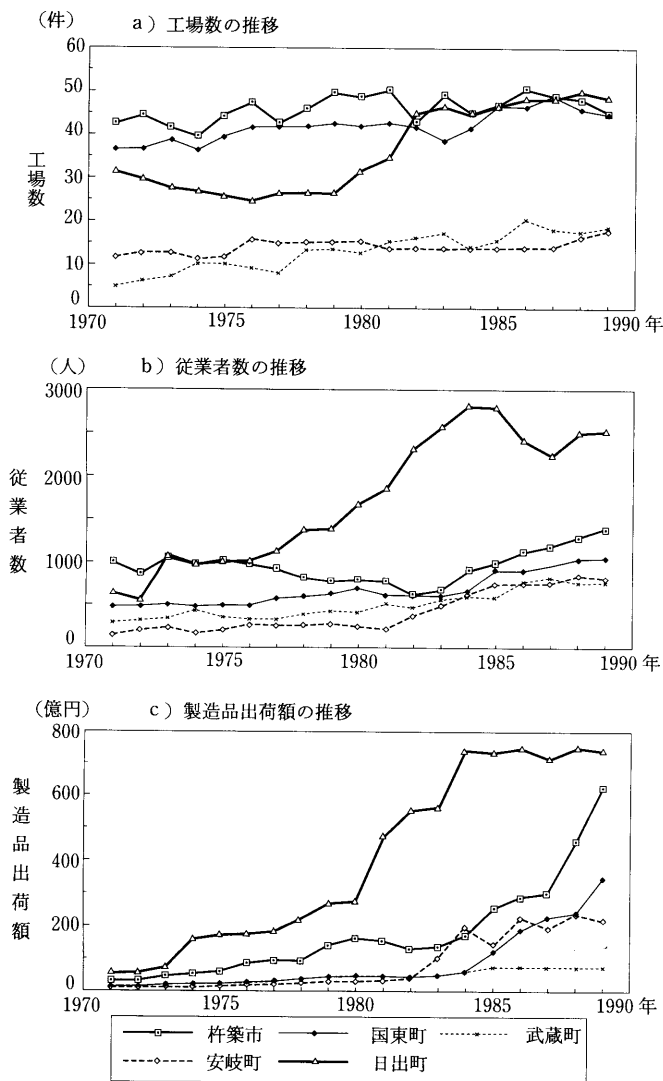 a）工場数の推移
（件）
60
50
40
30
20
10
0
工場数
1970 1975 1980 1985 1990 年
b）従業者数の推移
（人）
3000
2000
1000
0
従業者数
1970 1975 1980 1985 1990 年
c）製造品出荷額の推移
（億円）
800
600
400
200
0
製造品出荷額
1970 1975 1980 1985 1990 年
杵築市 国東町 武蔵町
安岐町 日出町